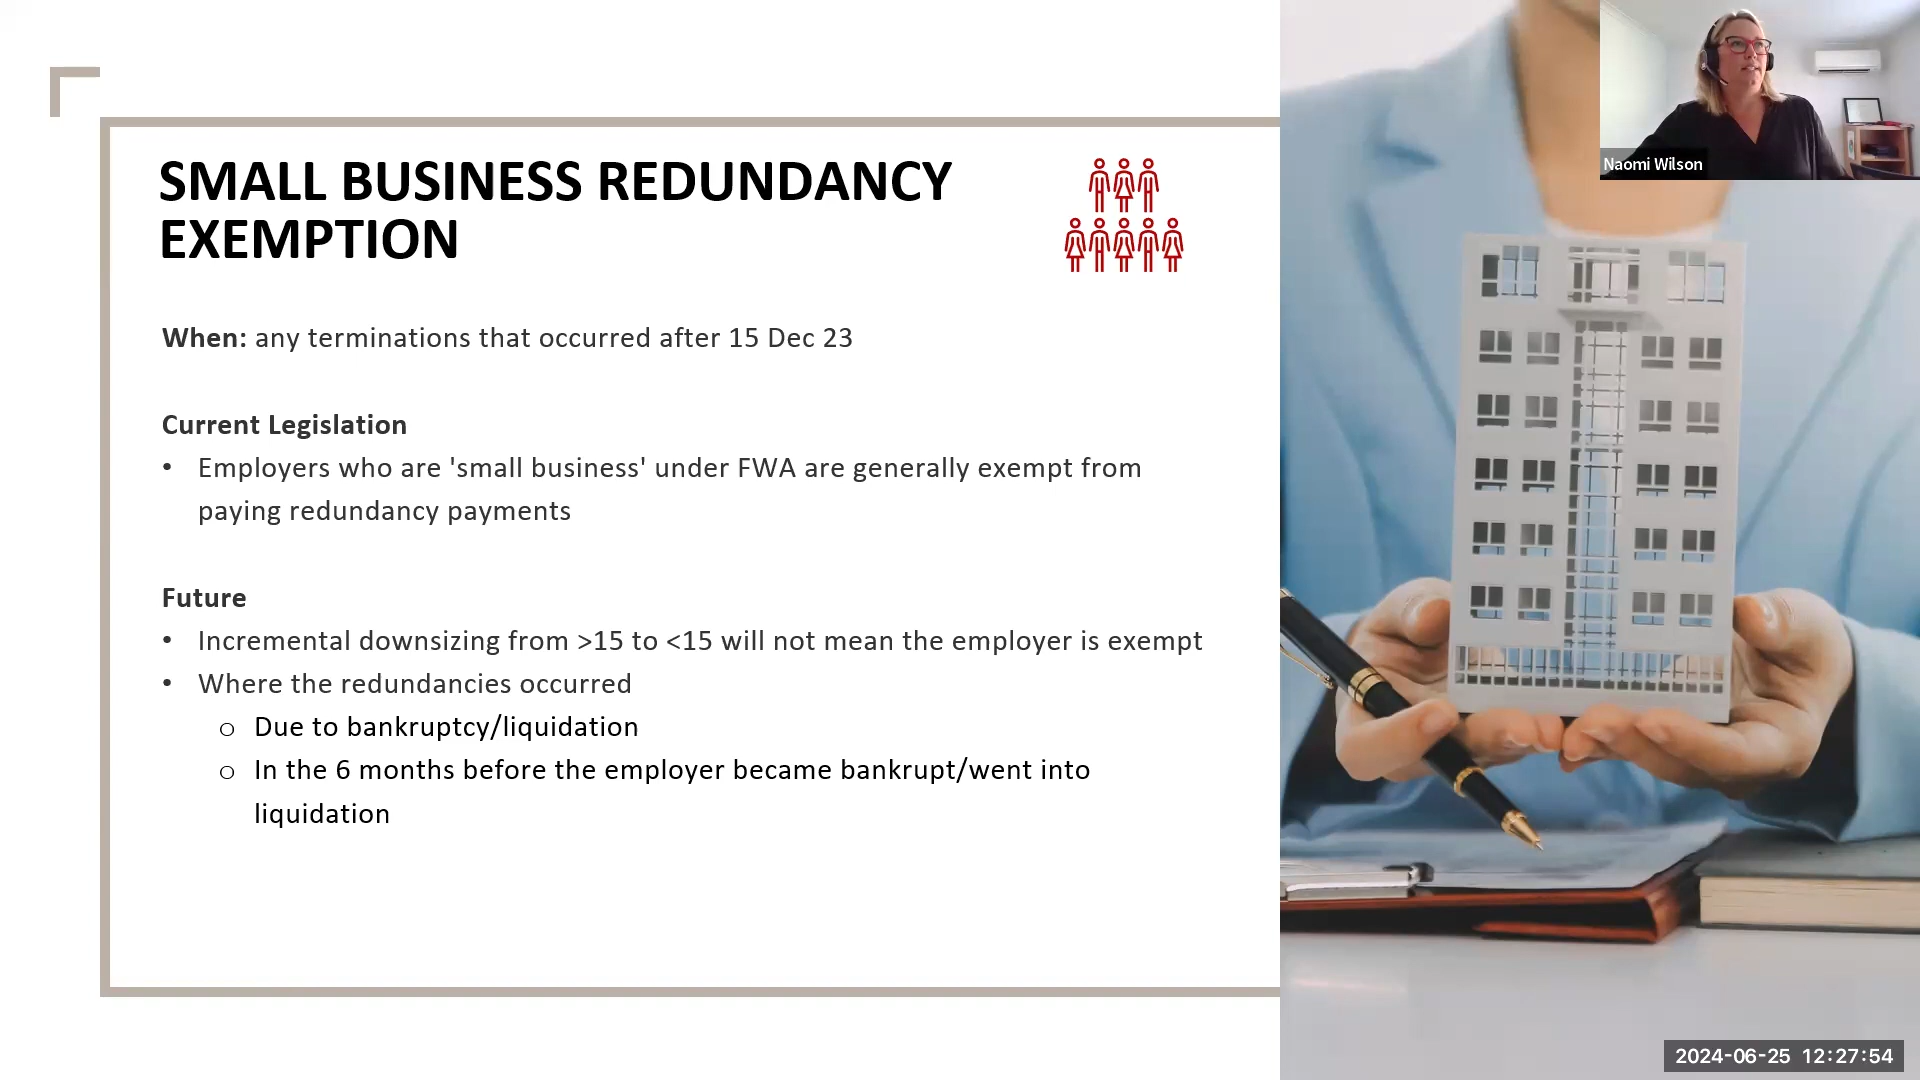 SMALL BUSINESS REDUNDANCY
EXEMPTION
When: any terminations that occurred after 15 Dec 23
Current Legislation
• Employers who are 'small business' under FWA are generally exempt from
paying redundancy payments
Future
• Incremental downsizing from >15 to <15 will not mean the employer is exempt
• Where the redundancies occurred
o Due to bankruptcy/liquidation
o In the 6 months before the employer became bankrupt/went into
liquidation
Naomi Wilson
2024-06-25 12:27:54